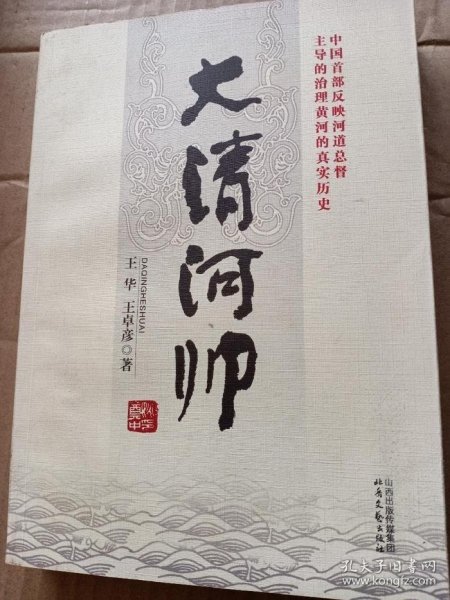 中国首部反映河道总督
主导的治理黄河的真实历史
大清河帅
DAQINGHESHUAI
王华 王卓彦◎著
山西出版传媒集团
北岳文艺出版社
孔夫子旧书网
www.kongfz.com